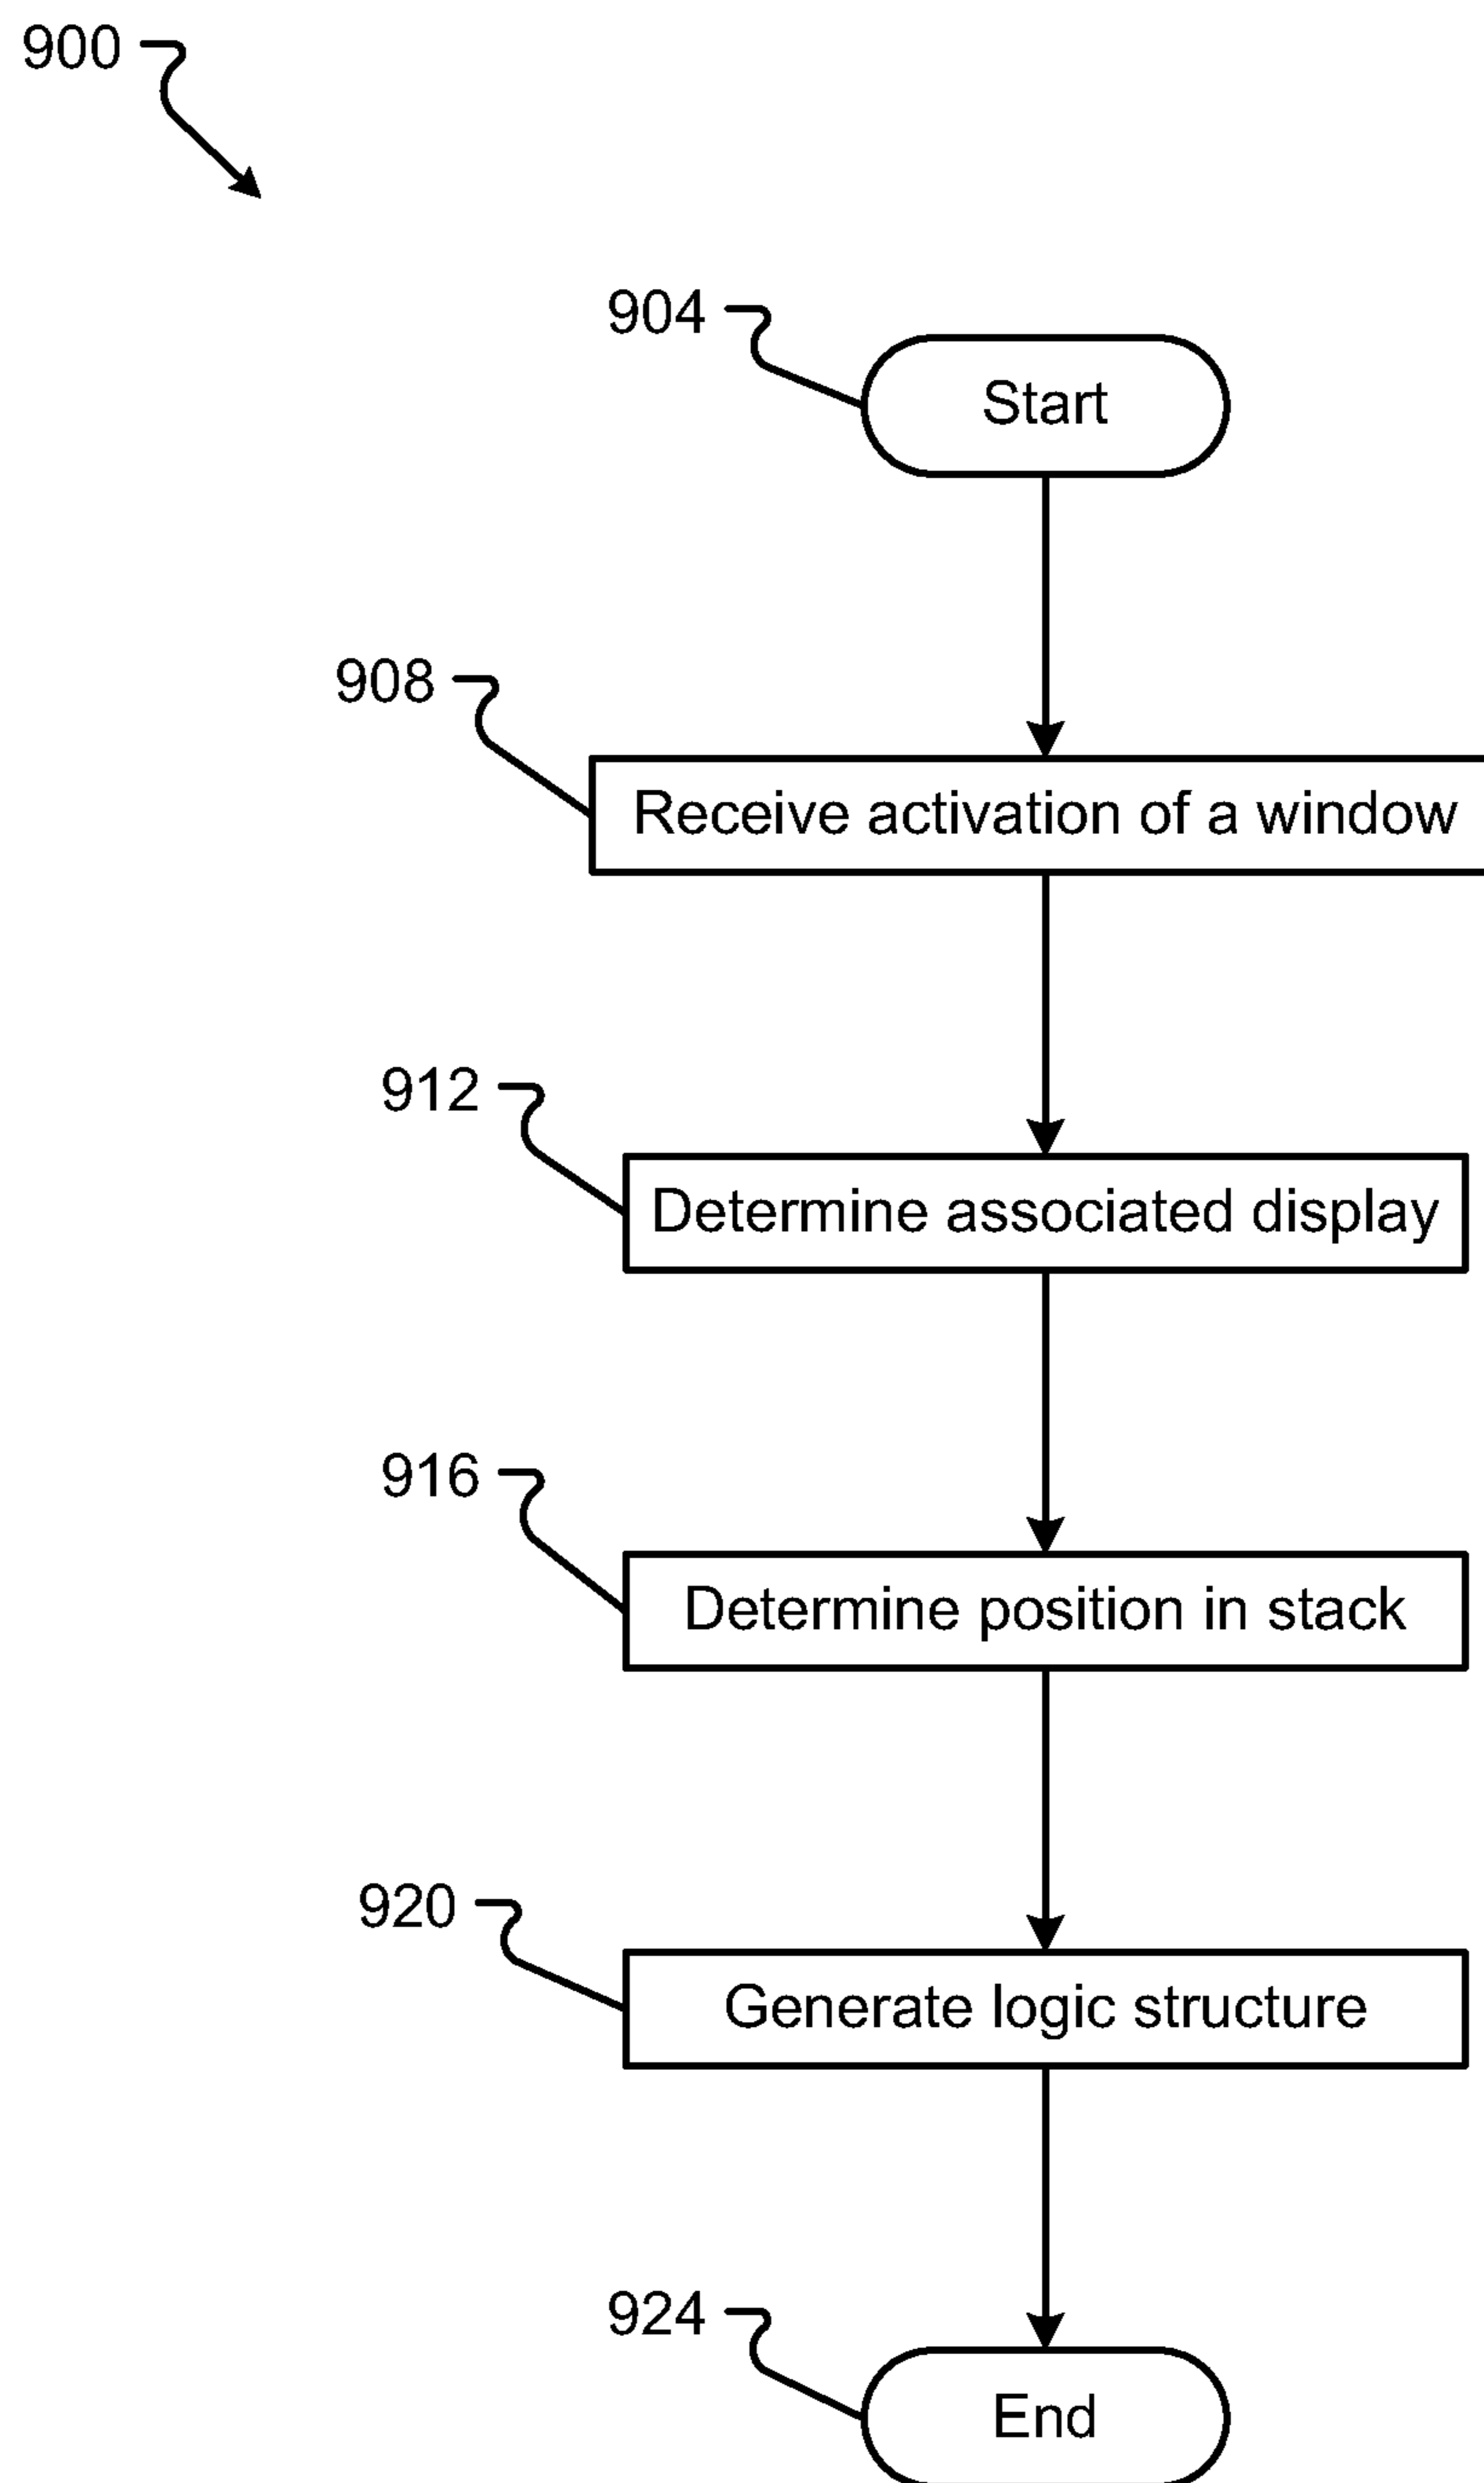 900
904
Start
908
Receive activation of a window
912
Determine associated display
916
Determine position in stack
920
Generate logic structure
924
End